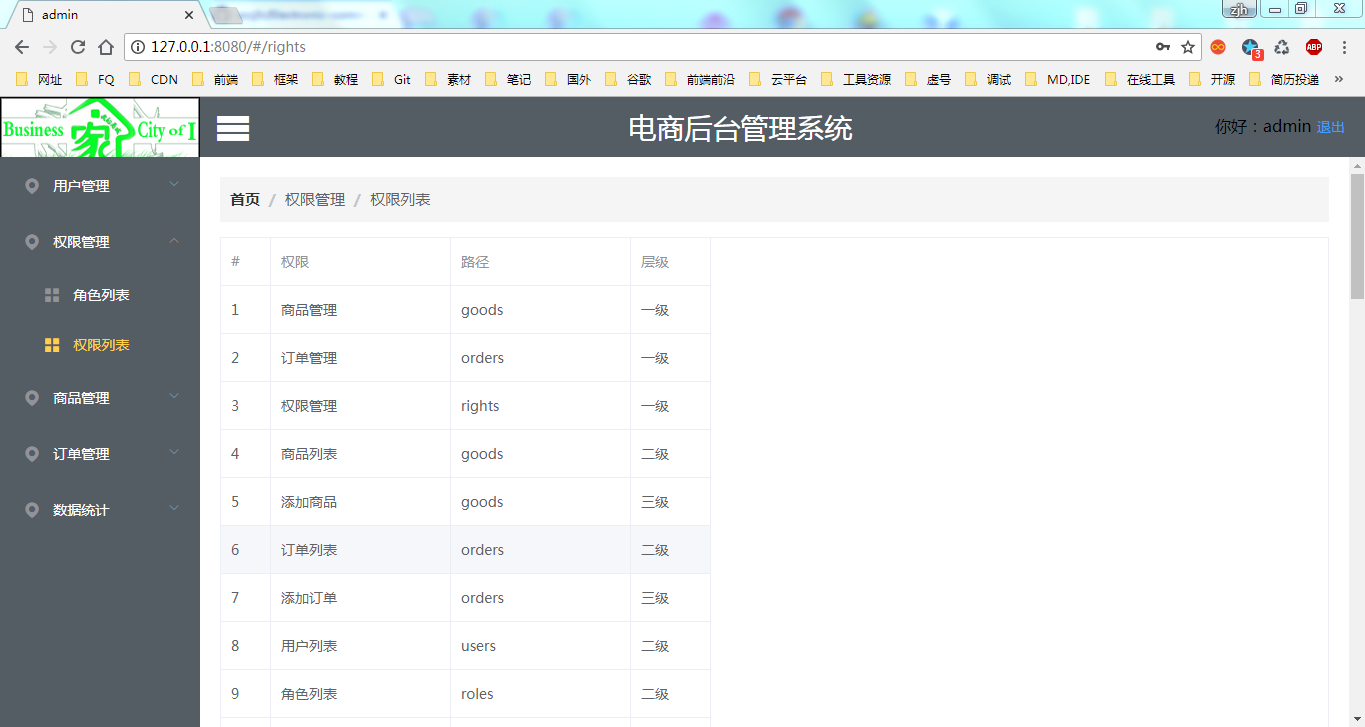 admin
zjh
127.0.0.1:8080/#/rights
ABP
3
网址 FQ CDN 前端 框架 教程 Git 素材 笔记 国外 谷歌 前端前沿 云平台 工具资源 虚号 调试 MD,IDE 在线工具 开源 简历投递 »
Business 家 City of I
电商后台管理系统
你好：admin 退出
用户管理
权限管理
角色列表
权限列表
商品管理
订单管理
数据统计
首页 / 权限管理 / 权限列表
# 权限 路径 层级
1 商品管理 goods 一级
2 订单管理 orders 一级
3 权限管理 rights 一级
4 商品列表 goods 二级
5 添加商品 goods 三级
6 订单列表 orders 二级
7 添加订单 orders 三级
8 用户列表 users 二级
9 角色列表 roles 二级